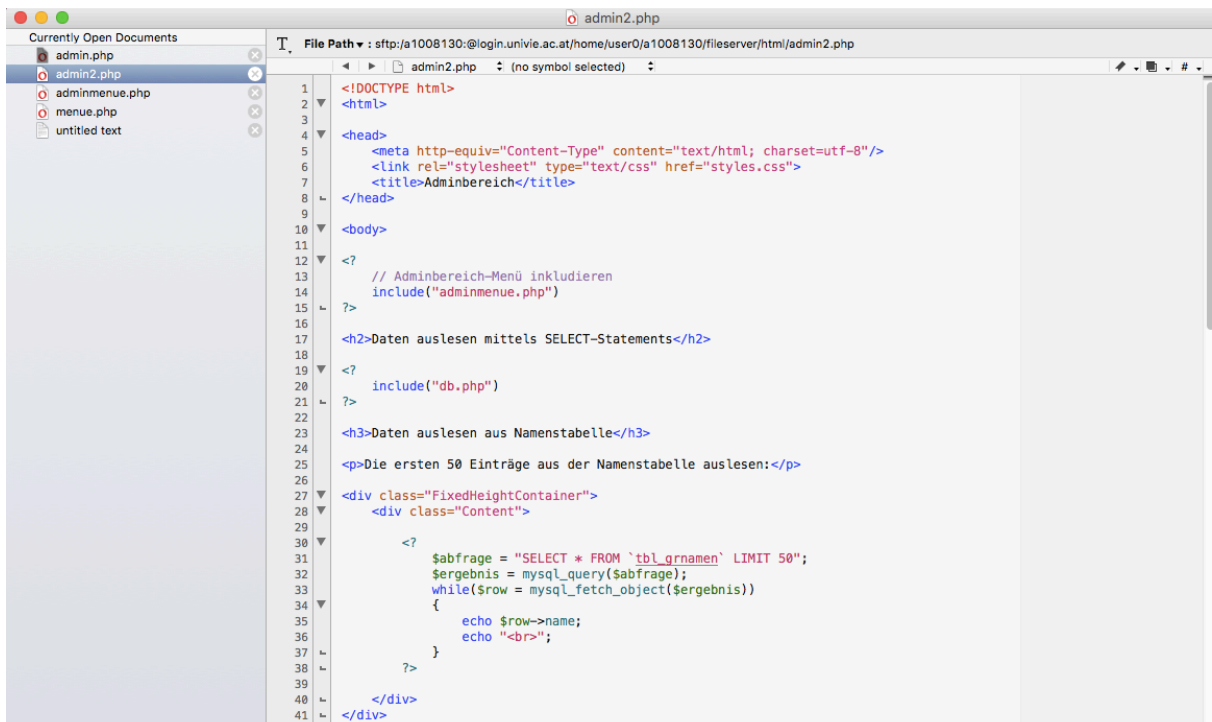 admin2.php
Currently Open Documents
admin.php
admin2.php
adminmenue.php
menue.php
untitled text
T. File Path ▾ : sftp:/a1008130:@login.univie.ac.at/home/user0/a1008130/fileserver/html/admin2.php
admin2.php (no symbol selected) #
1 <!DOCTYPE html>
2 <html>
3
4 <head>
5     <meta http-equiv="Content-Type" content="text/html; charset=utf-8"/>
6     <link rel="stylesheet" type="text/css" href="styles.css">
7     <title>Adminbereich</title>
8 </head>
9
10 <body>
11
12 <?
13     // Adminbereich-Menü inkludieren
14     include("adminmenue.php")
15 ?>
16
17 <h2>Daten auslesen mittels SELECT-Statements</h2>
18
19 <?
20     include("db.php")
21 ?>
22
23 <h3>Daten auslesen aus Namenstabelle</h3>
24
25 <p>Die ersten 50 Einträge aus der Namenstabelle auslesen:</p>
26
27 <div class="FixedHeightContainer">
28     <div class="Content">
29
30         <?
31             $abfrage = "SELECT * FROM `tbl_grnamen` LIMIT 50";
32             $ergebnis = mysql_query($abfrage);
33             while($row = mysql_fetch_object($ergebnis))
34             {
35                 echo $row->name;
36                 echo "<br>";
37             }
38         ?>
39
40     </div>
41 </div>